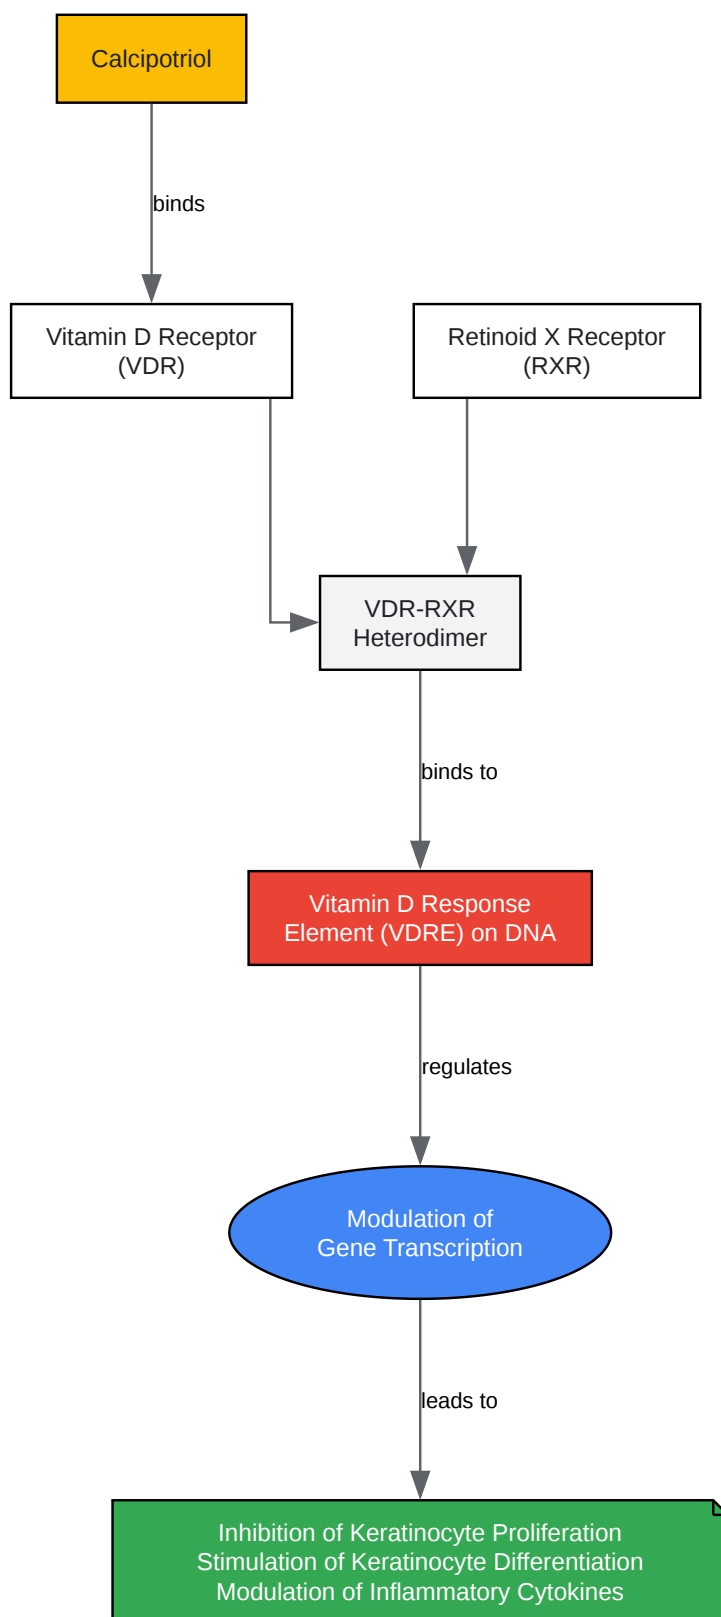 Calcipotriol
binds
Vitamin D Receptor
(VDR)
Retinoid X Receptor
(RXR)
VDR-RXR
Heterodimer
binds to
Vitamin D Response
Element (VDRE) on DNA
regulates
Modulation of
Gene Transcription
leads to
Inhibition of Keratinocyte Proliferation
Stimulation of Keratinocyte Differentiation
Modulation of Inflammatory Cytokines